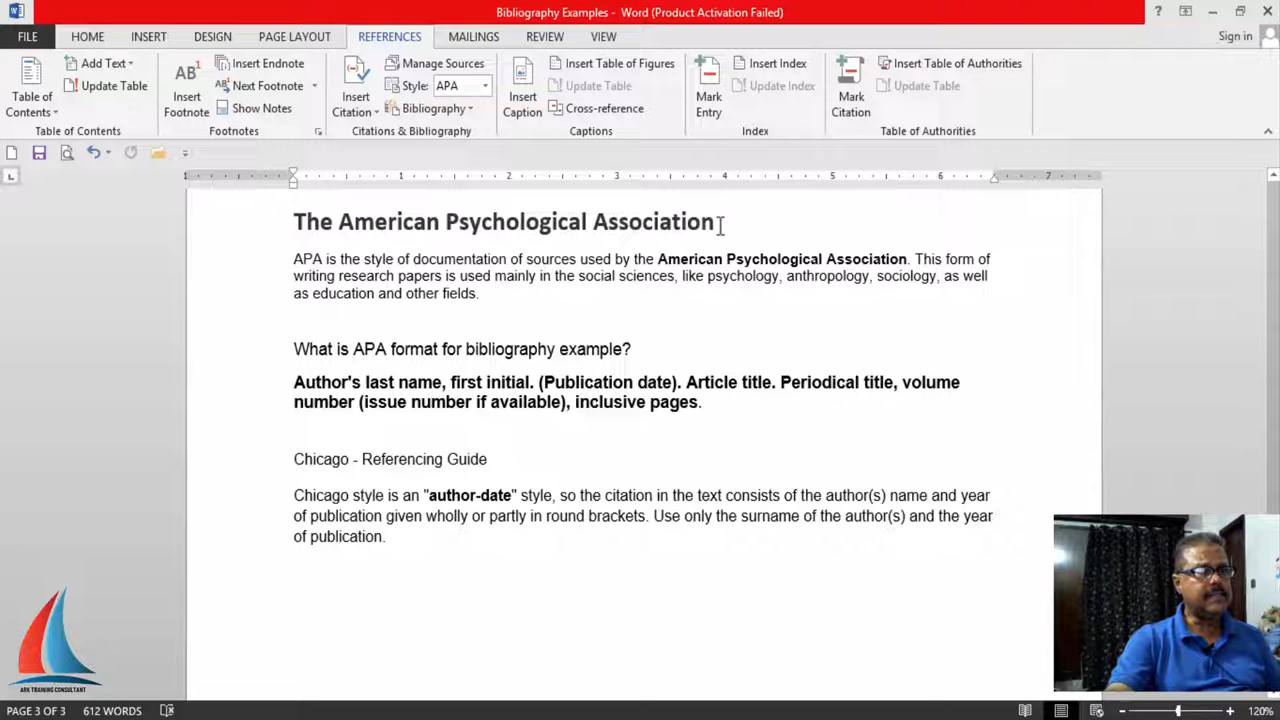 Bibliography Examples - Word (Product Activation Failed)
FILE HOME INSERT DESIGN PAGE LAYOUT REFERENCES MAILINGS REVIEW VIEW Sign in
Table of Contents
Add Text
Update Table
Table of Contents
AB1 Insert Footnote
Insert Endnote
Next Footnote
Show Notes
Footnotes
Insert Citation
Manage Sources
Style: APA
Bibliography
Citations & Bibliography
Insert Caption
Insert Table of Figures
Update Table
Cross-reference
Captions
Mark Entry
Insert Index
Update Index
Index
Mark Citation
Insert Table of Authorities
Update Table
Table of Authorities
1 1 2 3 4 5 6 7
The American Psychological Association
APA is the style of documentation of sources used by the American Psychological Association. This form of
writing research papers is used mainly in the social sciences, like psychology, anthropology, sociology, as well
as education and other fields.
What is APA format for bibliography example?
Author's last name, first initial. (Publication date). Article title. Periodical title, volume
number (issue number if available), inclusive pages.
Chicago - Referencing Guide
Chicago style is an "author-date" style, so the citation in the text consists of the author(s) name and year
of publication given wholly or partly in round brackets. Use only the surname of the author(s) and the year
of publication.
ARK TRAINING CONSULTANT
PAGE 3 OF 3 612 WORDS 120%